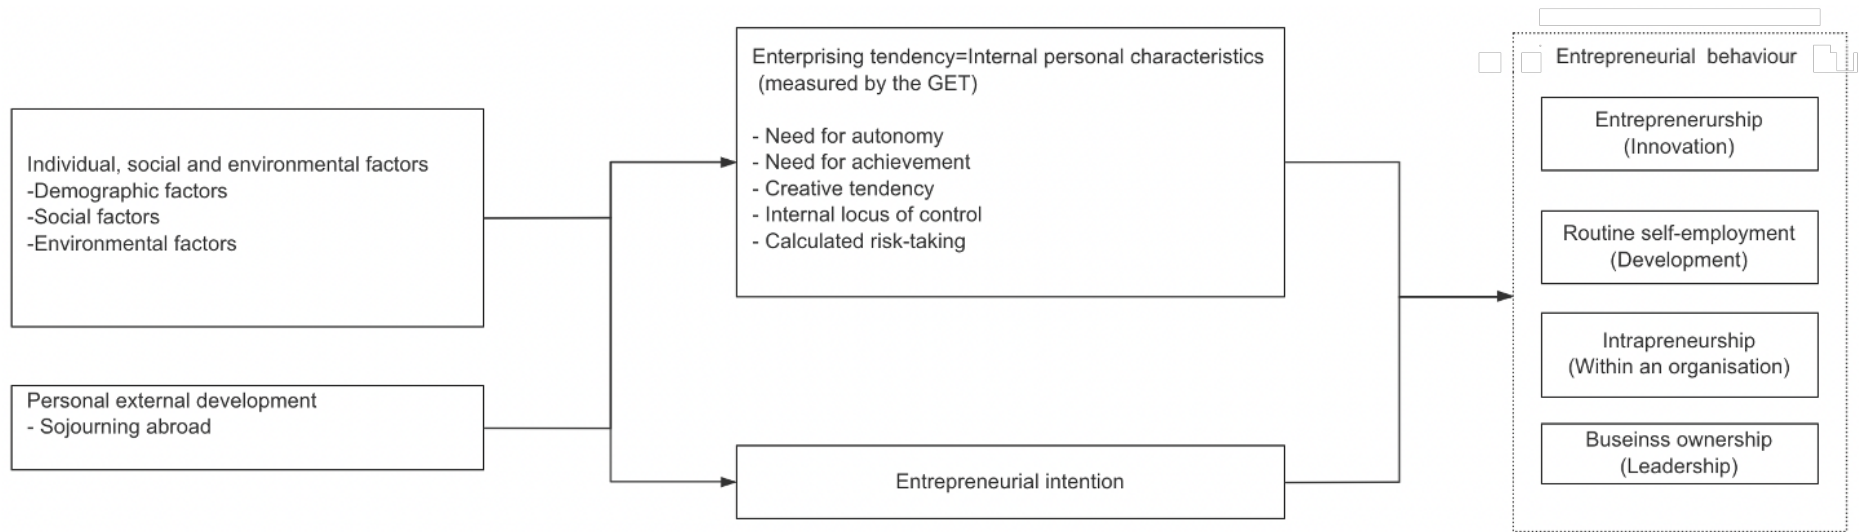 Individual, social and environmental factors
-Demographic factors
-Social factors
-Environmental factors
Personal external development
- Sojourning abroad
Enterprising tendency=Internal personal characteristics
(measured by the GET)
- Need for autonomy
- Need for achievement
- Creative tendency
- Internal locus of control
- Calculated risk-taking
Entrepreneurial intention
Entrepreneurial behaviour
Entreprenerurship
(Innovation)
Routine self-employment
(Development)
Intrapreneurship
(Within an organisation)
Buseinss ownership
(Leadership)